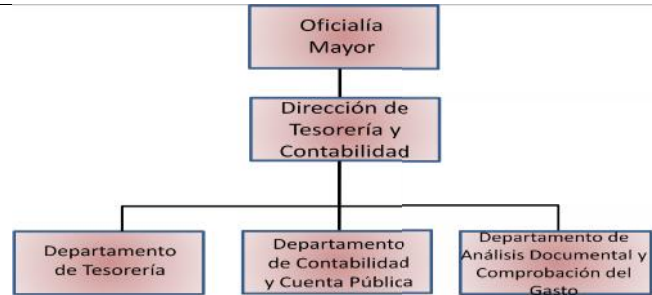 Oficialía
Mayor
Dirección de
Tesorería y
Contabilidad
Departamento
de Tesorería
Departamento
de Contabilidad
y Cuenta Pública
Departamento de
Análisis Documental y
Comprobación del
Gasto